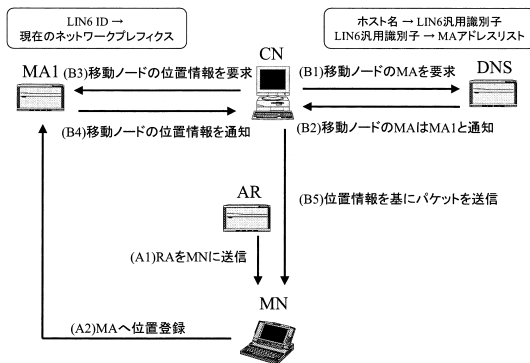 LIN6 ID →
現在のネットワークプレフィクス
ホスト名 → LIN6汎用識別子
LIN6汎用識別子 → MAアドレスリスト
CN
MA1
DNS
(B3)移動ノードの位置情報を要求
(B1)移動ノードのMAを要求
(B4)移動ノードの位置情報を通知
(B2)移動ノードのMAはMA1と通知
AR
(B5)位置情報を基にパケットを送信
(A1)RAをMNに送信
MN
(A2)MAへ位置登録